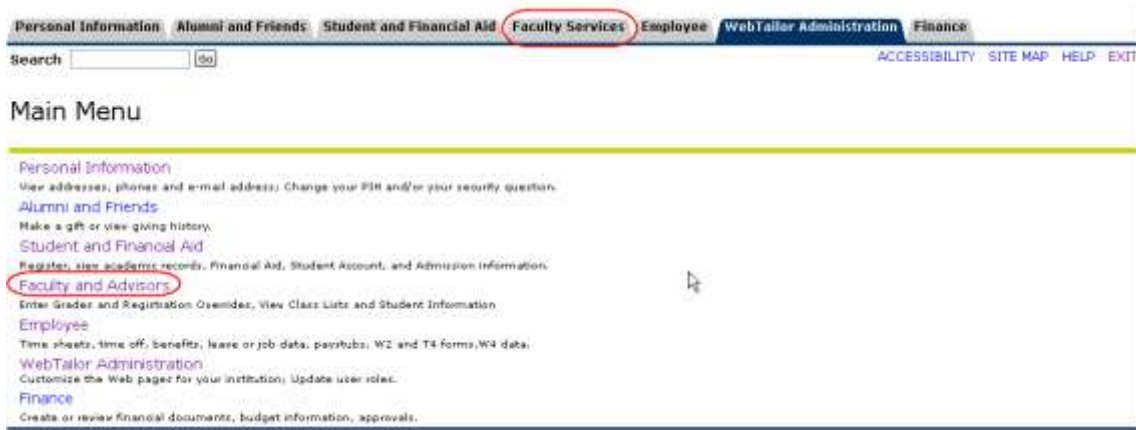 Personal Information Alumni and Friends Student and Financial Aid Faculty Services Employee WebTailor Administration Finance
Search Go ACCESSIBILITY SITE MAP HELP EXIT
Main Menu
Personal Information
View addresses, phones and e-mail address; Change your PIN and/or your security question.
Alumni and Friends
Make a gift or view giving history.
Student and Financial Aid
Register, view academic records, Financial Aid, Student Account, and Admission information.
Faculty and Advisors
Enter Grades and Registration Overrides, View Class Lists and Student Information
Employee
Time sheets, time off, benefits, leave or job data, paystubs, W2 and T4 forms,W4 data.
WebTailor Administration
Customize the Web pages for your institution; Update user roles.
Finance
Create or review financial documents, budget information, approvals.